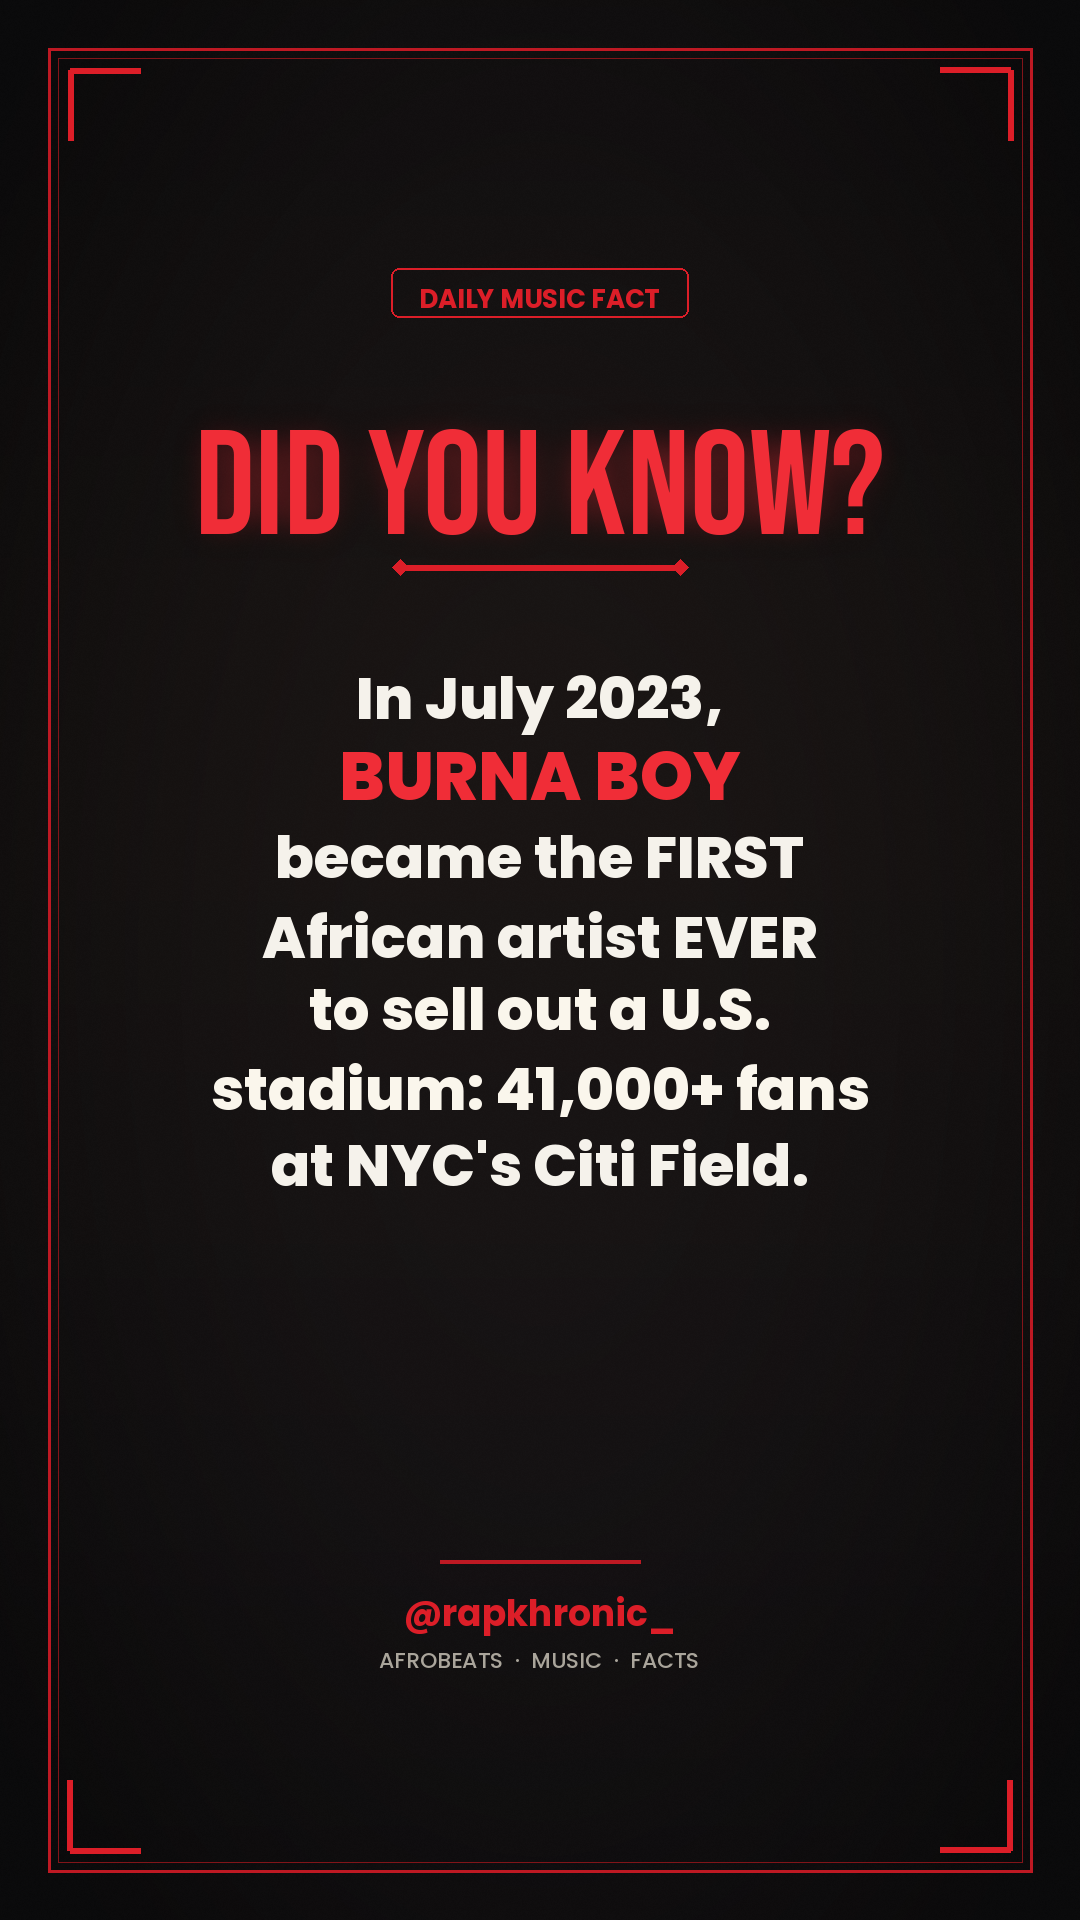 DAILY MUSIC FACT
DID YOU KNOW?
In July 2023,
BURNA BOY
became the FIRST
African artist EVER
to sell out a U.S.
stadium: 41,000+ fans
at NYC's Citi Field.
@rapkhronic_
AFROBEATS · MUSIC · FACTS